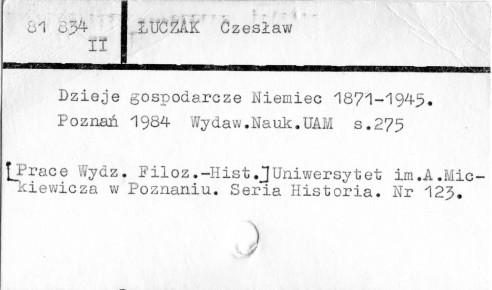 81 834 ŁUCZAK Czesław
II
Dzieje gospodarcze Niemiec 1871-1945.
Poznań 1984 Wydaw.Nauk.UAM s.275
[Prace Wydz. Filoz.-Hist.]Uniwersytet im.A.Mic-
kiewicza w Poznaniu. Seria Historia. Nr 123.